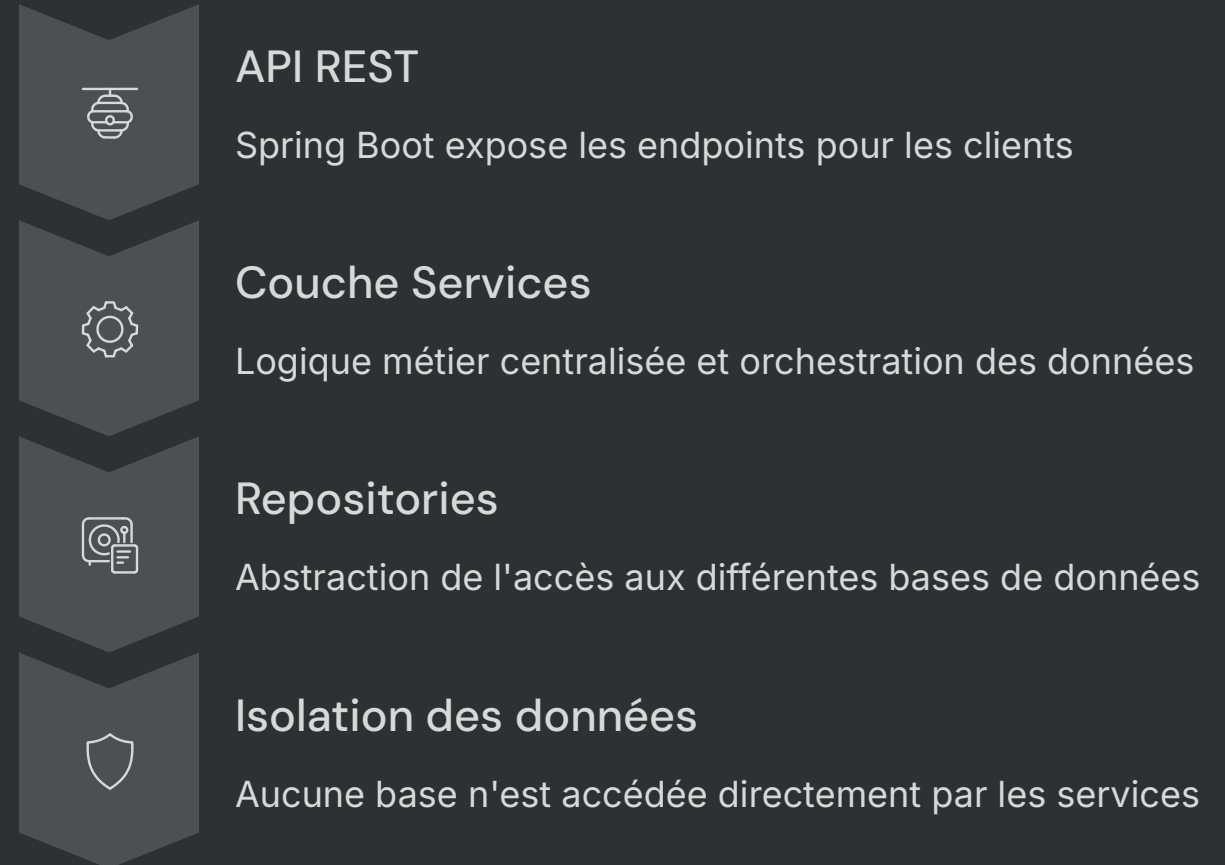 API REST
Spring Boot expose les endpoints pour les clients
Couche Services
Logique métier centralisée et orchestration des données
Repositories
Abstraction de l'accès aux différentes bases de données
Isolation des données
Aucune base n'est accédée directement par les services